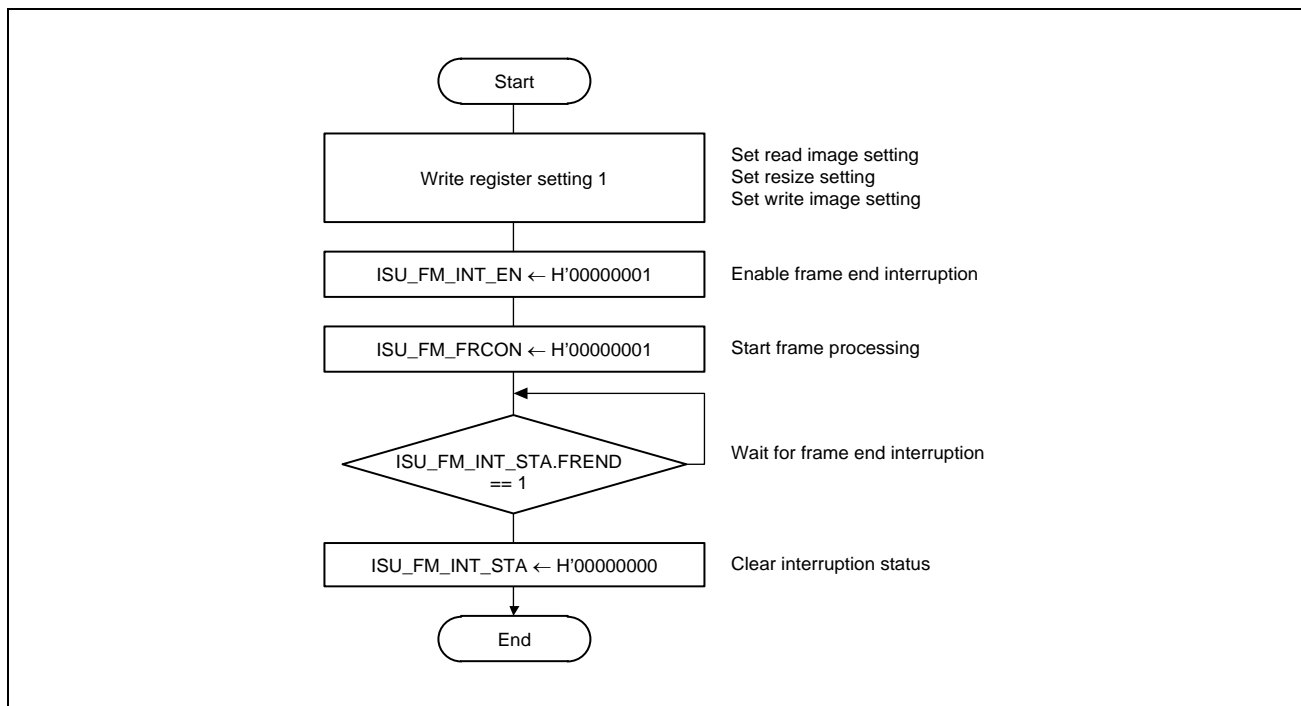 Start
Write register setting 1
Set read image setting
Set resize setting
Set write image setting
ISU_FM_INT_EN ← H'00000001
Enable frame end interruption
ISU_FM_FRCON ← H'00000001
Start frame processing
ISU_FM_INT_STA.FREND
== 1
Wait for frame end interruption
ISU_FM_INT_STA ← H'00000000
Clear interruption status
End